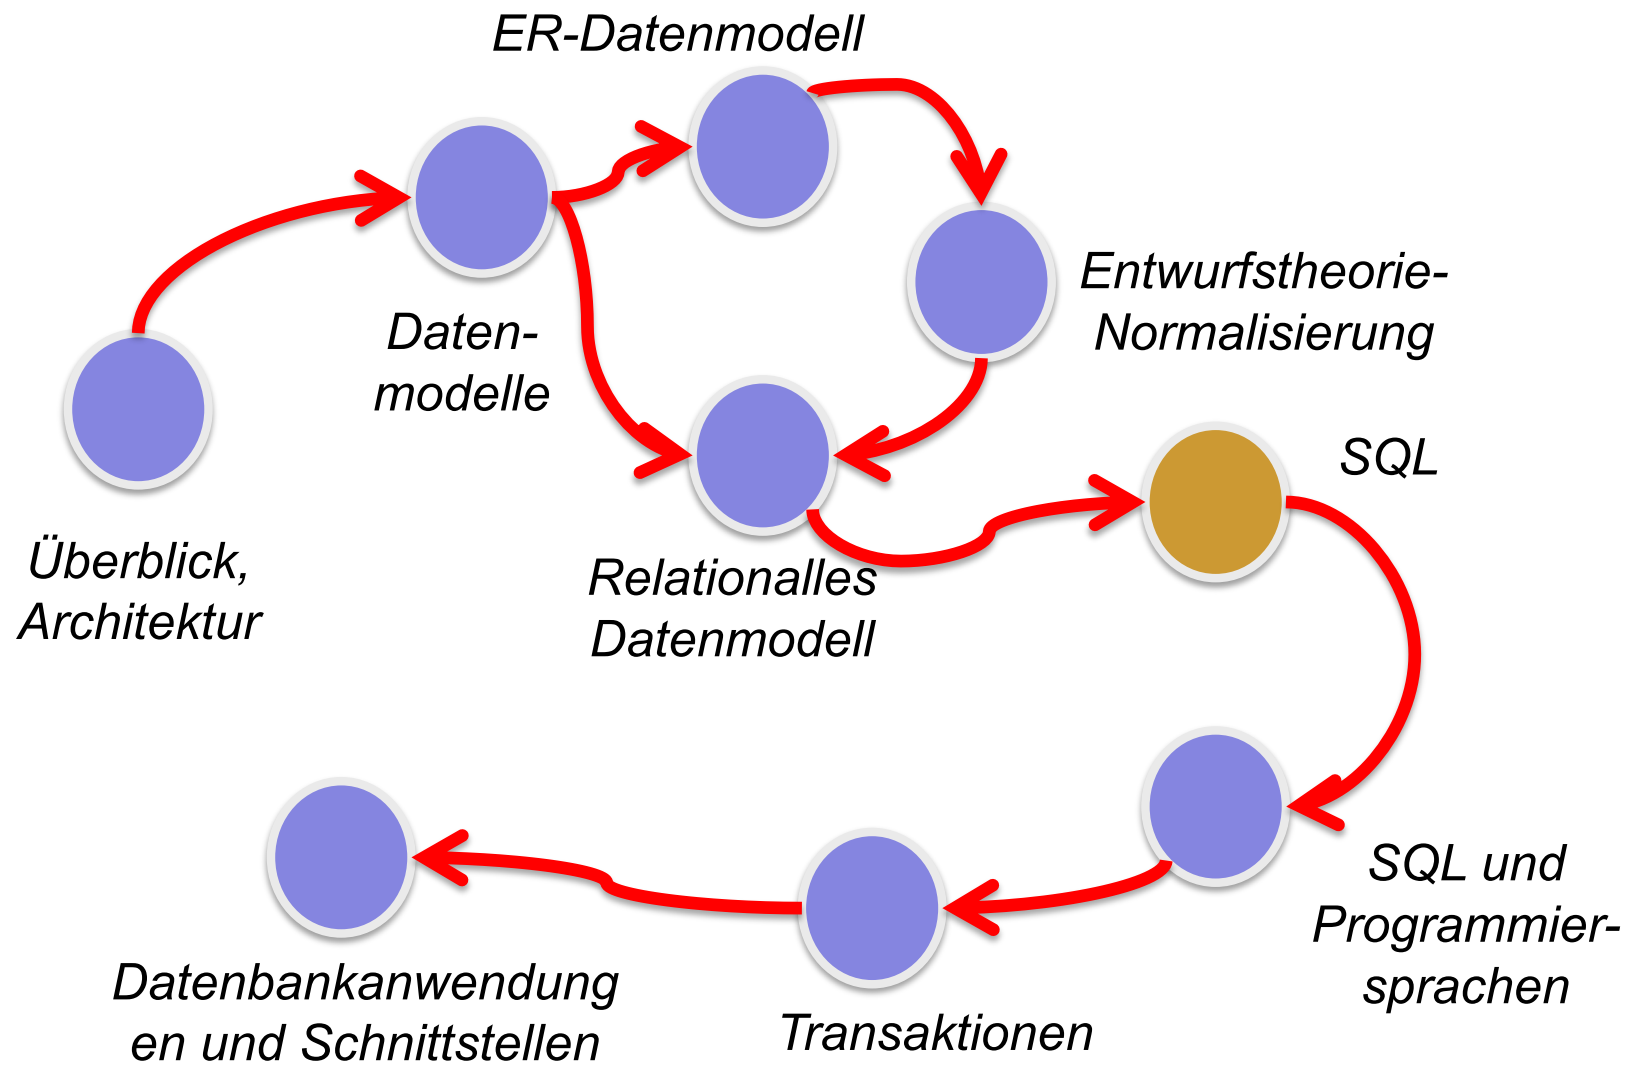 ER-Datenmodell
Entwurfstheorie-
Normalisierung
Daten-
modelle
SQL
Überblick,
Architektur
Relationalles
Datenmodell
SQL und
Programmier-
sprachen
Datenbankanwendung
en und Schnittstellen
Transaktionen